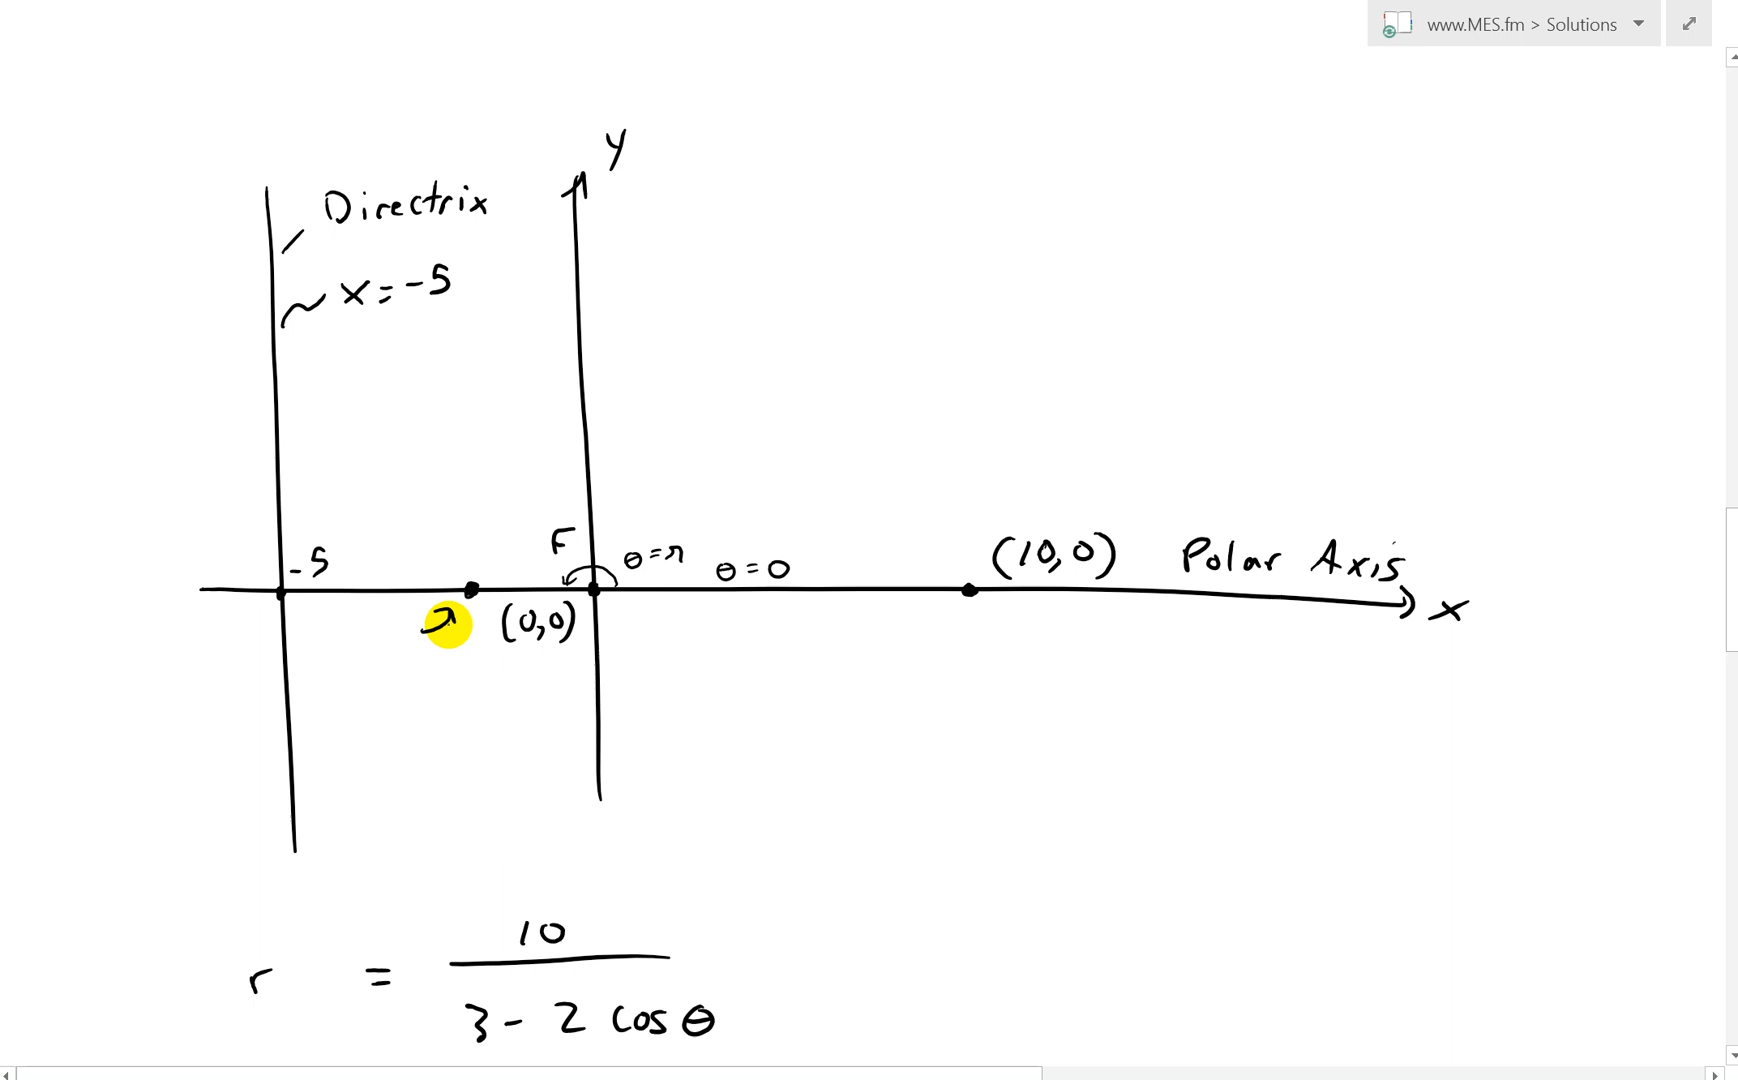 www.MES.fm > Solutions
y
Directrix
x = -5
-5
F
θ = π
θ = 0
(10,0)
Polar Axis
x
(0,0)
r = 10
3 - 2 cos θ